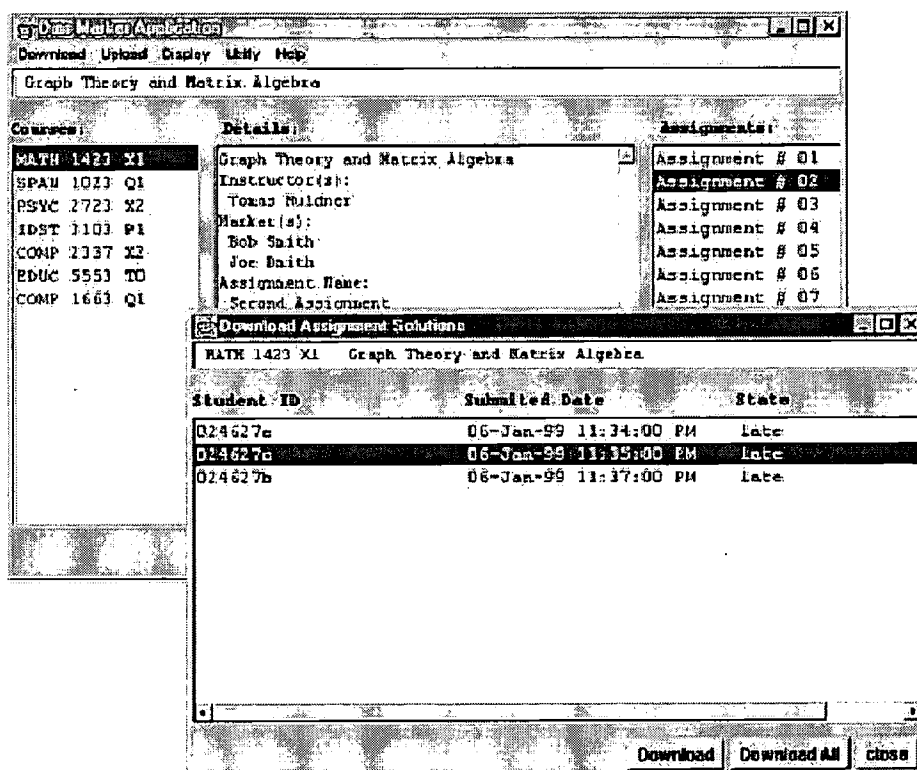 Marker Application
Download Upload Display Utility Help
Graph Theory and Matrix Algebra
Courses:
MATH 1423 X1
SPAN 1023 Q1
PSYC 2723 X2
IDST 3103 P1
COMP 2337 X2
EDUC 5553 T0
COMP 1663 Q1
Details:
Graph Theory and Matrix Algebra
Instructor(s):
Tomas Muldner
Marker(s):
Bob Smith
Joe
Assignment Name:
Second Assignment
Assignments:
Assignment # 01
Assignment # 02
Assignment # 03
Assignment # 04
Assignment # 05
Assignment # 06
Assignment # 07
Download Assignment Solutions
MATH 1423 X1 Graph Theory and Matrix Algebra
Student ID Submited Date State
06-Jan-99 11:34:00 PM Late
06-Jan-99 11:35:00 PM Late
024627b 06-Jan-99 11:37:00 PM Late
Download Download All close